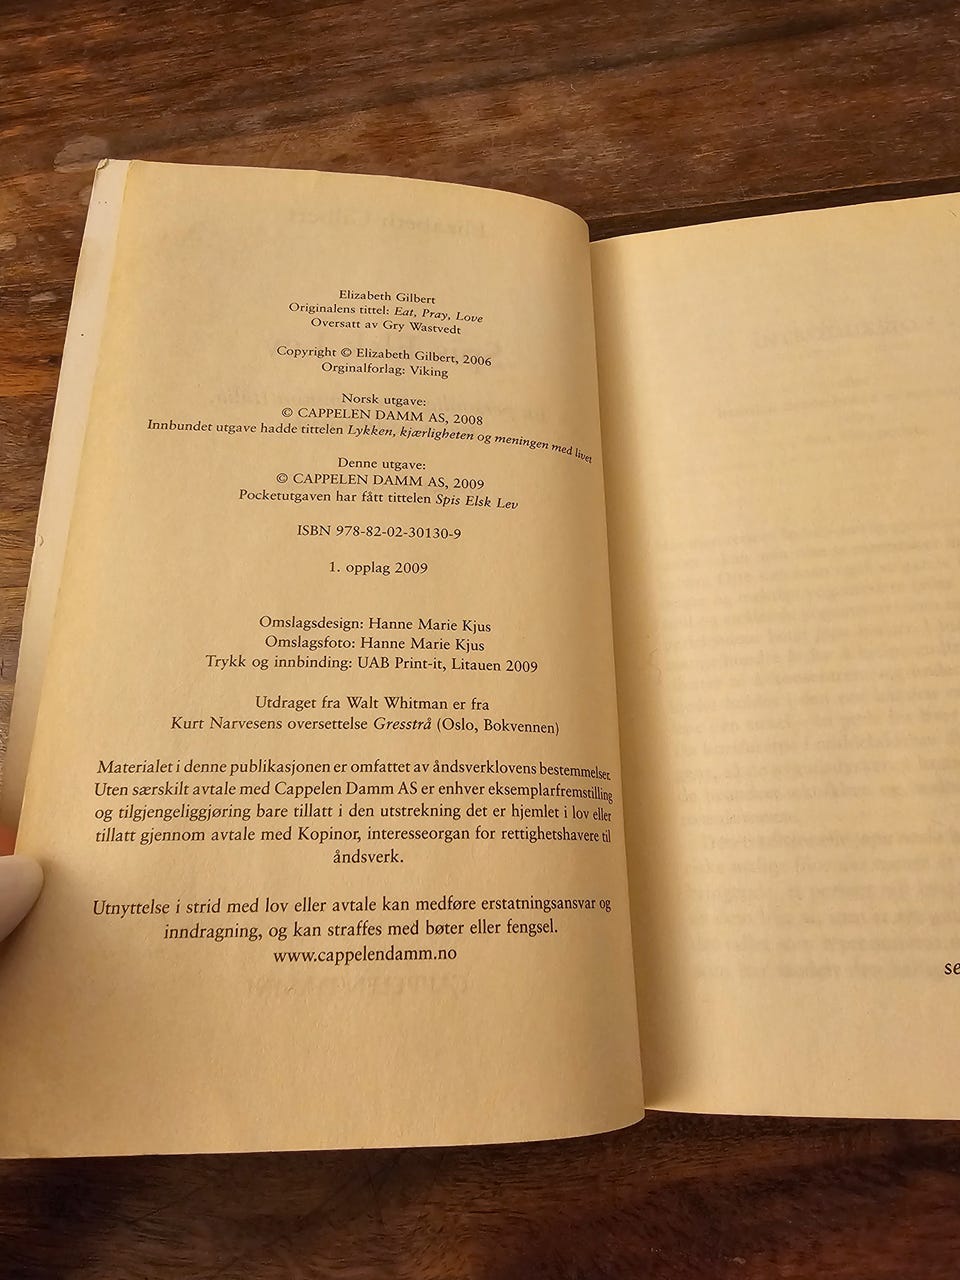 Elizabeth Gilbert
Originalens tittel: Eat, Pray, Love
Oversatt av Gry Wastvedt
Copyright © Elizabeth Gilbert, 2006
Orginalforlag: Viking
Norsk utgave:
© CAPPELEN DAMM AS, 2008
Innbundet utgave hadde tittelen Lykken, kjærligheten og meningen med livet
Denne utgave:
© CAPPELEN DAMM AS, 2009
Pocketutgaven har fått tittelen Spis Elsk Lev
ISBN 978-82-02-30130-9
1. opplag 2009
Omslagsdesign: Hanne Marie Kjus
Omslagsfoto: Hanne Marie Kjus
Trykk og innbinding: UAB Print-it, Litauen 2009
Utdraget fra Walt Whitman er fra
Kurt Narvesens oversettelse Gresstrå (Oslo, Bokvennen)
Materialet i denne publikasjonen er omfattet av åndsverklovens bestemmelser.
Uten særskilt avtale med Cappelen Damm AS er enhver eksemplarfremstilling
og tilgjengeliggjøring bare tillatt i den utstrekning det er hjemlet i lov eller
tillatt gjennom avtale med Kopinor, interesseorgan for rettighetshavere til
åndsverk.
Utnyttelse i strid med lov eller avtale kan medføre erstatningsansvar og
inndragning, og kan straffes med bøter eller fengsel.
www.cappelendamm.no
se